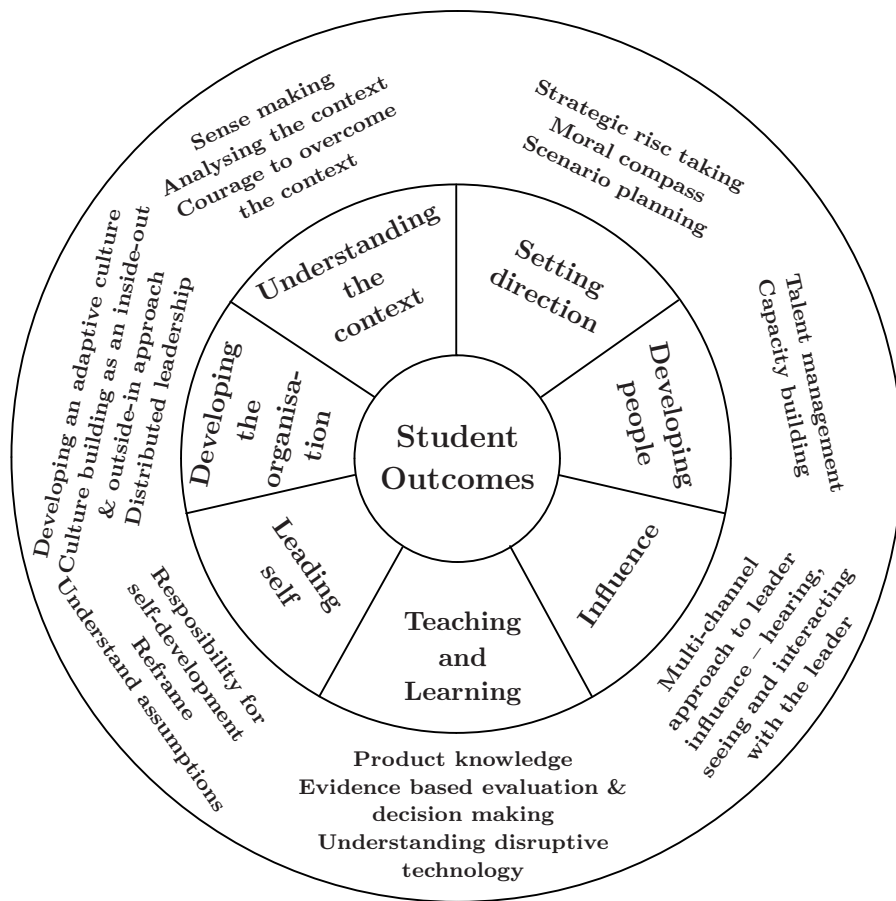 Student
Outcomes
Setting
direction
Developing
people
Influence
Teaching
and
Learning
Leading
self
Developing
the
organisa-
tion
Understanding
the
context
Strategic risc taking
Moral compass
Scenario planning
Talent management
Capacity building
Multi-channel
approach to leader
influence – hearing,
seeing and interacting
with the leader
Product knowledge
Evidence based evaluation &
decision making
Understanding disruptive
technology
Resposibility for
self-development
Reframe
Understand assumptions
Developing an adaptive culture
Culture building as an inside-out
& outside-in approach
Distributed leadership
Sense making
Analysing the context
Courage to overcome
the context